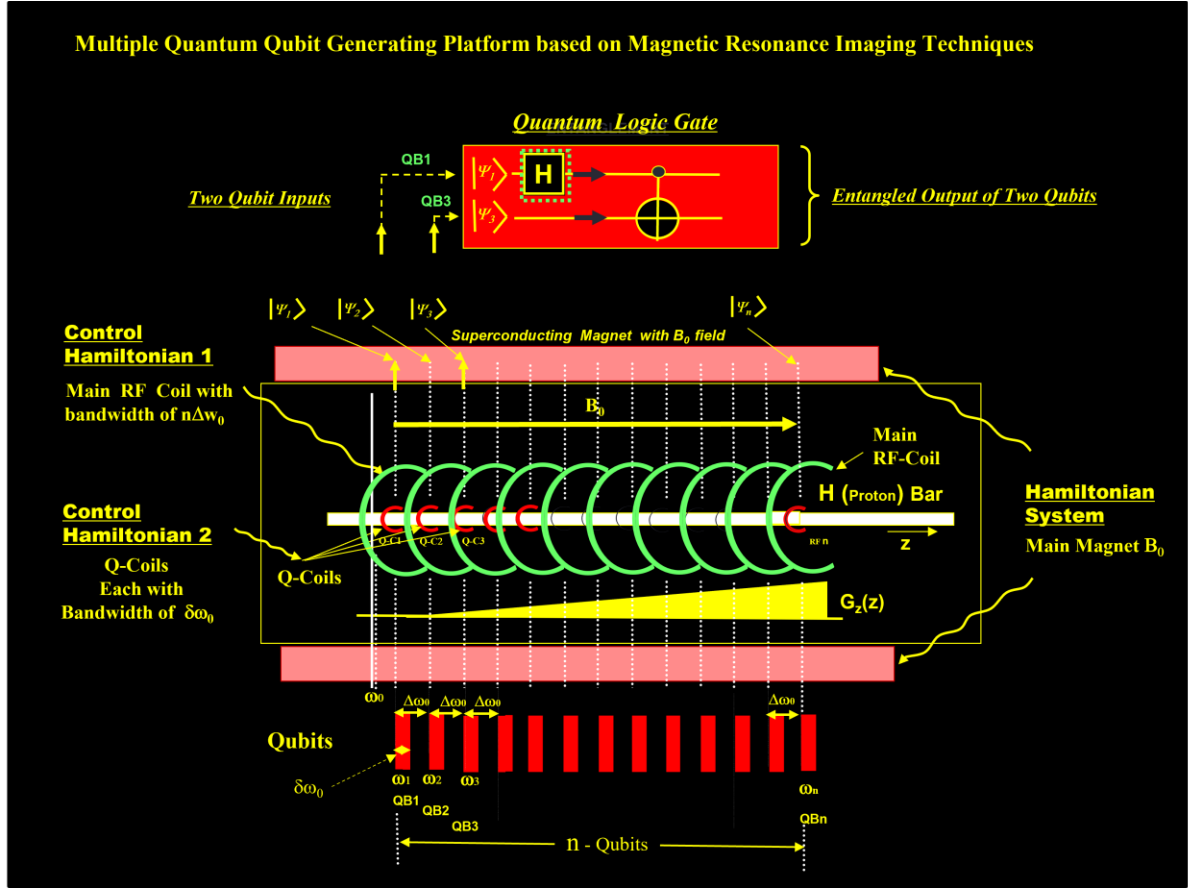 Multiple Quantum Qubit Generating Platform based on Magnetic Resonance Imaging Techniques
Quantum Logic Gate
QB1
|Ψ1⟩
H
Two Qubit Inputs
QB3
|Ψ3⟩
Entangled Output of Two Qubits
|Ψ1⟩ |Ψ2⟩ |Ψ3⟩ |Ψn⟩
Superconducting Magnet with B0 field
Control
Hamiltonian 1
Main RF Coil with
bandwidth of nΔw0
B0
Main
RF-Coil
H (Proton) Bar
Control
Hamiltonian 2
Q-Coils
Each with
Bandwidth of δω0
Q-Coils
Q-C1 Q-C2 Q-C3
RF n
z
Hamiltonian
System
Main Magnet B0
Gz(z)
ω0
Δω0 Δω0 Δω0 Δω0
Qubits
δω0
ω1 ω2 ω3 ωn
QB1
QB2
QB3
QBn
n - Qubits